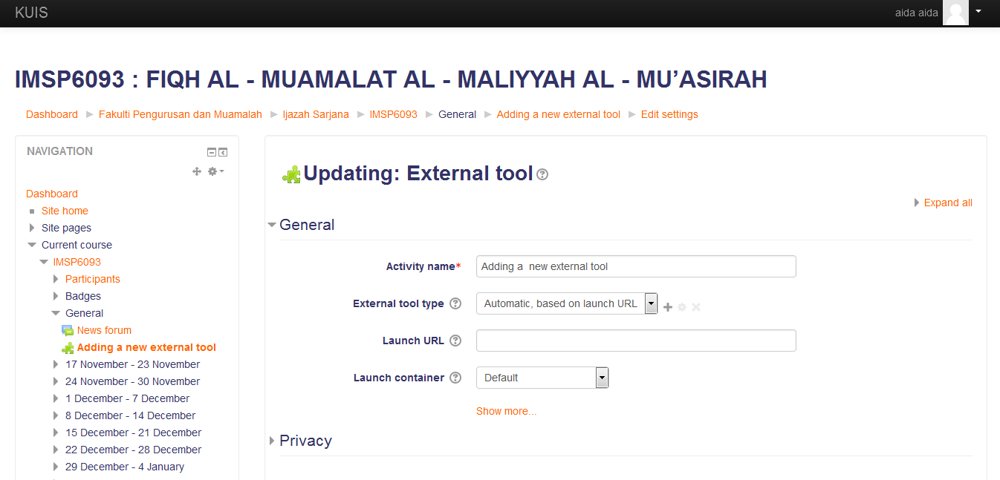 KUIS
aida aida
IMSP6093 : FIQH AL - MUAMALAT AL - MALIYYAH AL - MU’ASIRAH
Dashboard Fakulti Pengurusan dan Muamalah Ijazah Sarjana IMSP6093 General Adding a new external tool Edit settings
NAVIGATION
Dashboard
Site home
Site pages
Current course
IMSP6093
Participants
Badges
General
News forum
Adding a new external tool
17 November - 23 November
24 November - 30 November
1 December - 7 December
8 December - 14 December
15 December - 21 December
22 December - 28 December
29 December - 4 January
Updating: External tool
Expand all
General
Activity name* Adding a  new external tool
External tool type Automatic, based on launch URL
Launch URL
Launch container Default
Show more...
Privacy